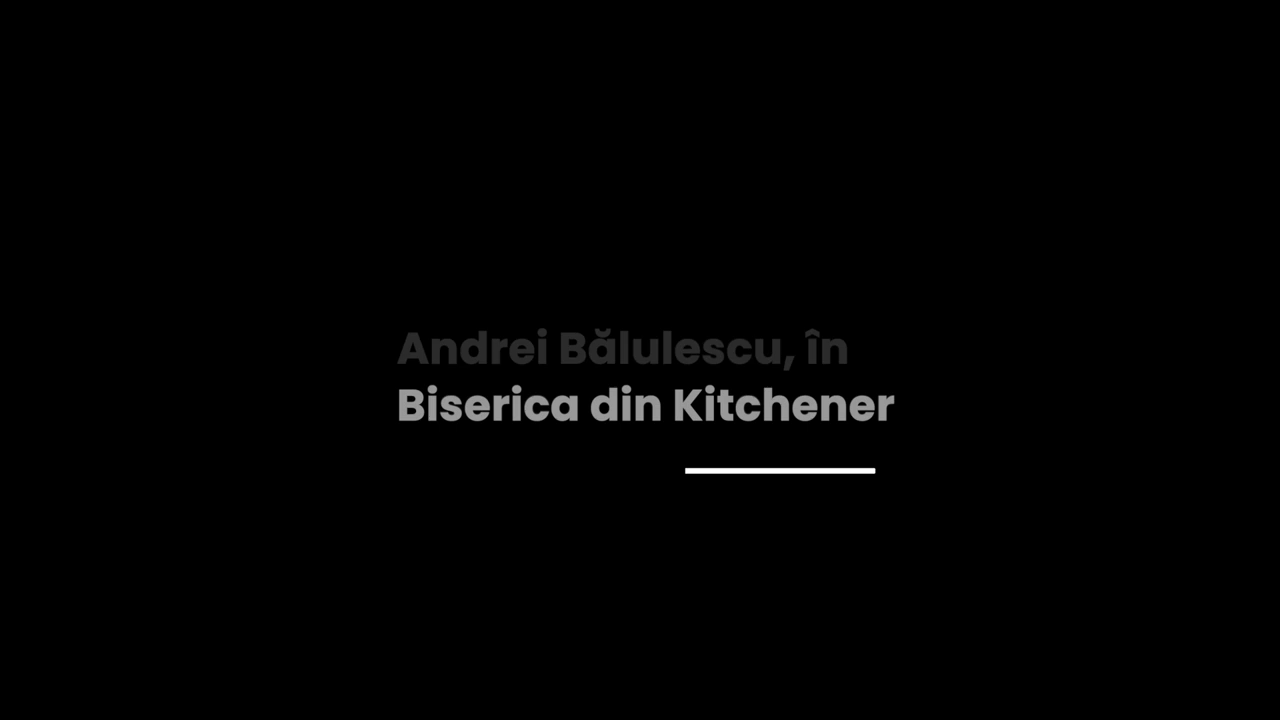 Andrei Bălulescu, în
Biserica din Kitchener